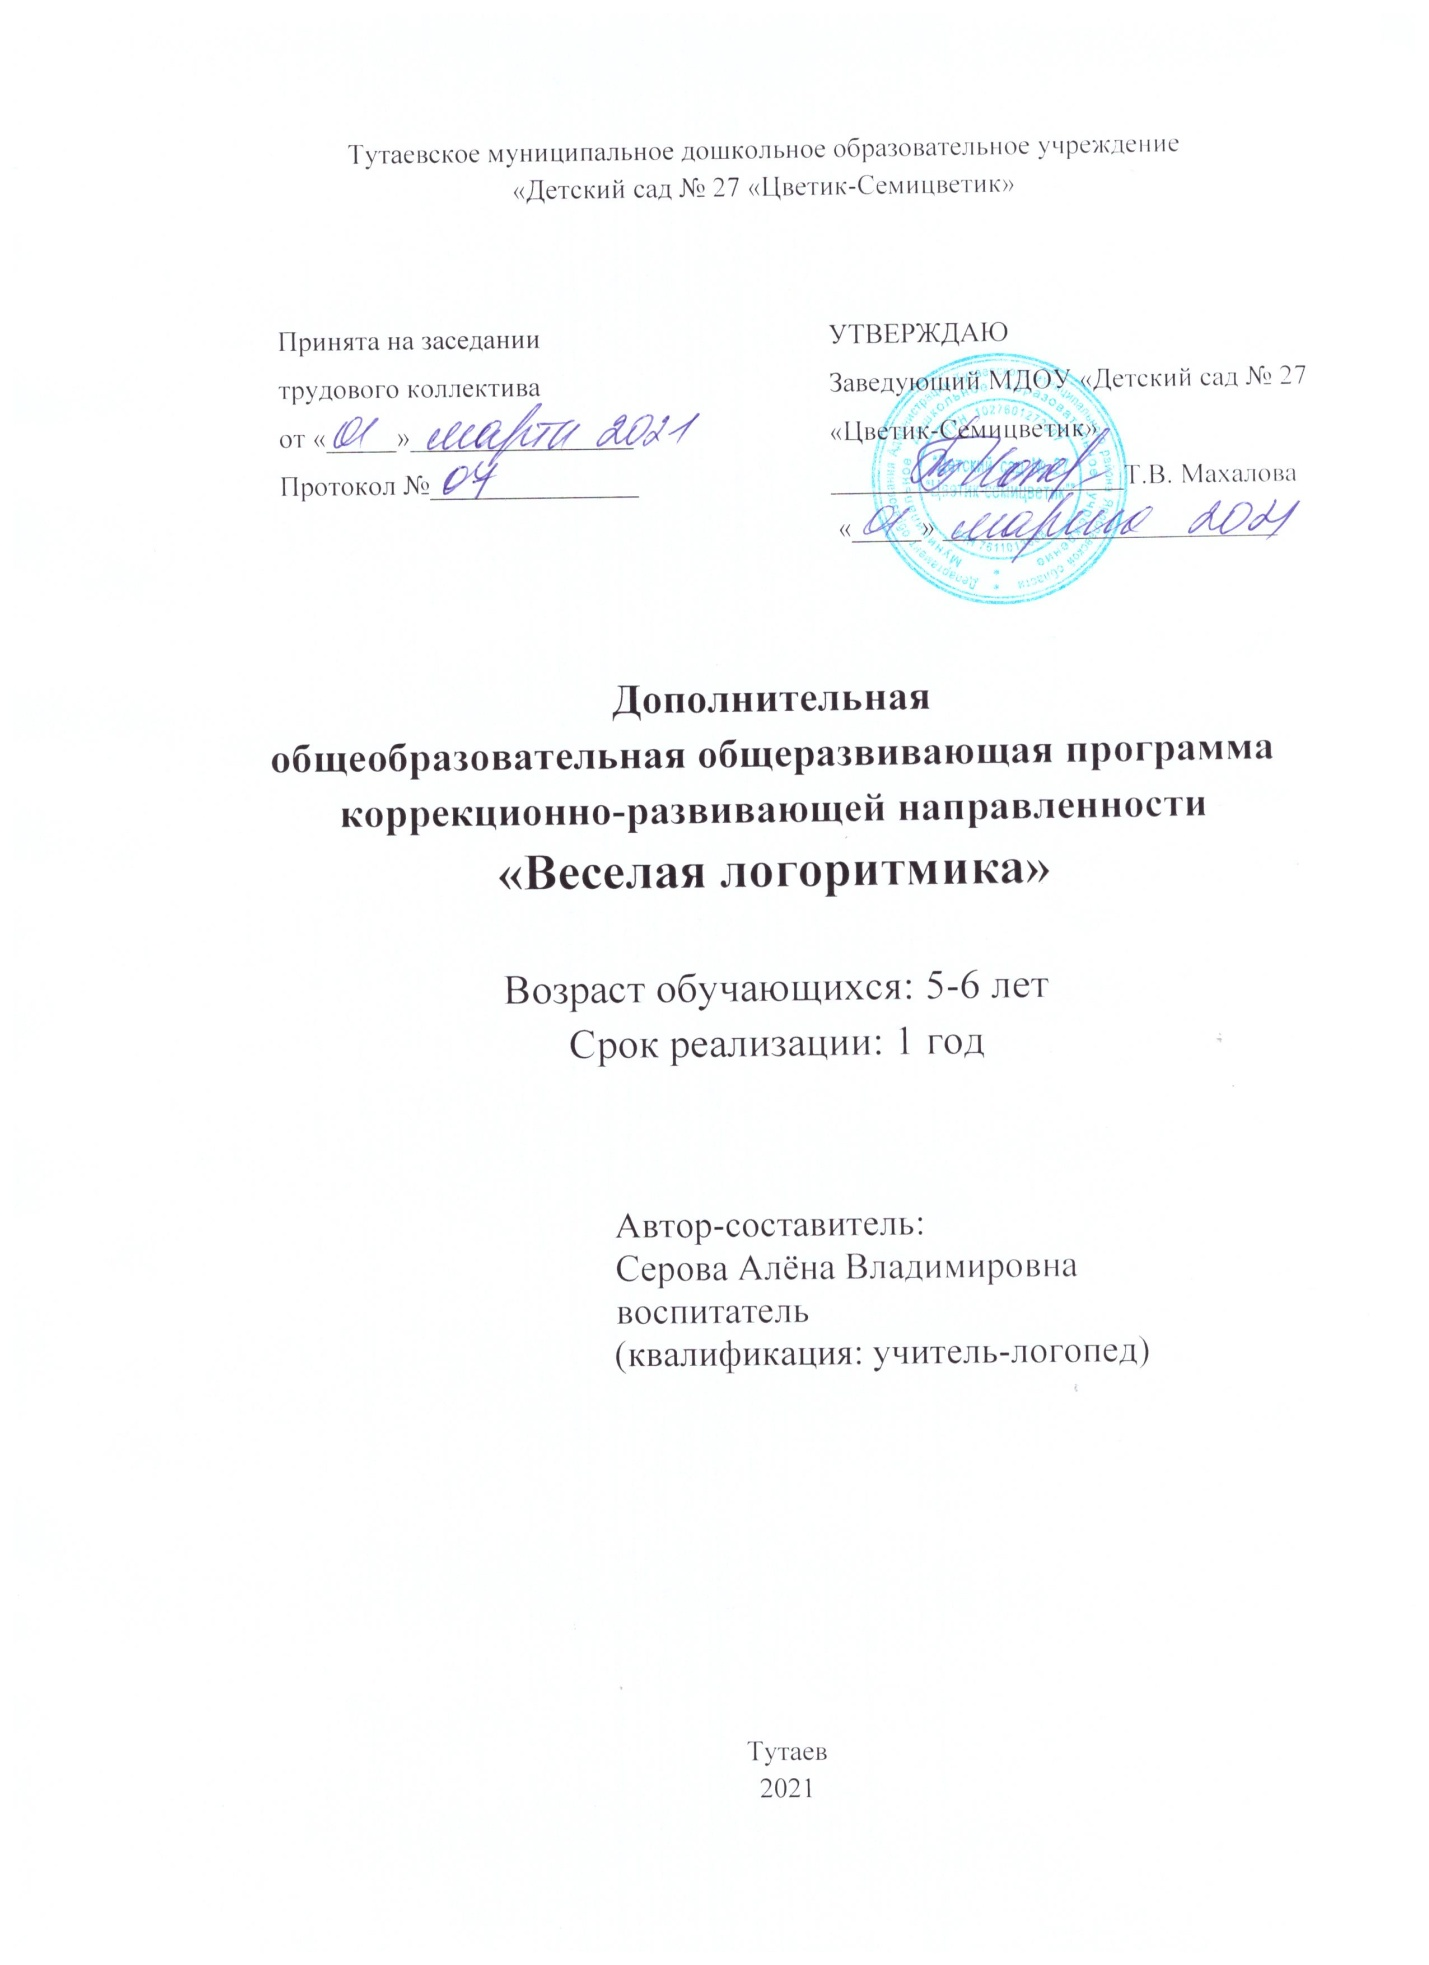 Тутаевское муниципальное дошкольное образовательное учреждение
«Детский сад № 27 «Цветик-Семицветик»
Принята на заседании
трудового коллектива
от «01» марта 2021
Протокол № 04
УТВЕРЖДАЮ
Заведующий МДОУ «Детский сад № 27
«Цветик-Семицветик»
Т.В. Махалова
«01» марта 2021
Дополнительная
общеобразовательная общеразвивающая программа
коррекционно-развивающей направленности
«Веселая логоритмика»
Возраст обучающихся: 5-6 лет
Срок реализации: 1 год
Автор-составитель:
Серова Алёна Владимировна
воспитатель
(квалификация: учитель-логопед)
Тутаев
2021